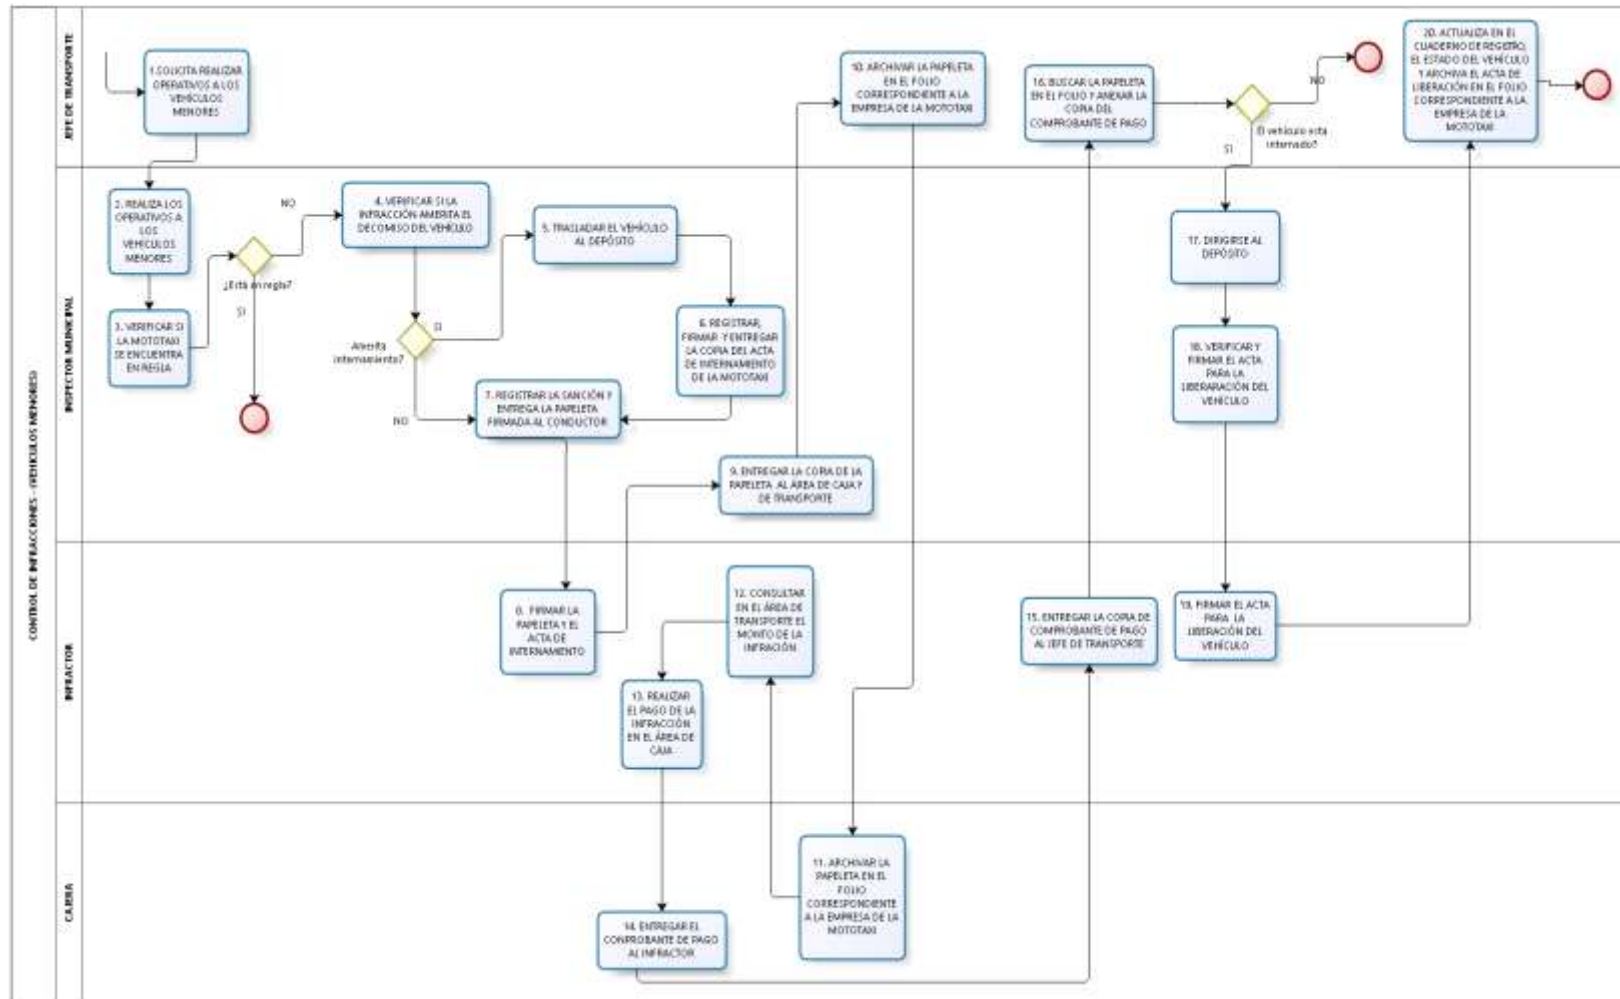 CONTROL DE INFRACCIONES - (VEHICULOS MENORES)
JEFE DE TRANSPORTE
1.SOLICITA REALIZAR
OPERATIVOS A LOS
VEHÍCULOS
MENORES
10. ARCHIVAR LA PAPELETA
EN EL FOLIO
CORRESPONDIENTE A LA
EMPRESA DE LA MOTOTAXI
16. BUSCAR LA PAPELETA
EN EL FOLIO Y ANEXAR LA
COPIA DEL
COMPROBANTE DE PAGO
NO
El vehículo está
internado?
SI
20. ACTUALIZA EN EL
CUADERNO DE REGISTRO,
EL ESTADO DEL VEHÍCULO
Y ARCHIVA EL ACTA DE
LIBERACIÓN EN EL FOLIO
CORRESPONDIENTE A LA
EMPRESA DE LA
MOTOTAXI
INSPECTOR MUNICIPAL
2. REALIZA LOS
OPERATIVOS A
LOS
VEHICULOS
MENORES
3. VERIFICAR SI
LA MOTOTAXI
SE ENCUENTRA
EN REGLA
NO
¿Está en regla?
SI
4. VERIFICAR SI LA
INFRACCIÓN AMERITA EL
DECOMISO DEL VEHÍCULO
Amerita
internamiento?
SI
NO
5. TRASLADAR EL VEHÍCULO
AL DEPÓSITO
6. REGISTRAR,
FIRMAR Y ENTREGAR
LA COPIA DEL ACTA
DE INTERNAMIENTO
DE LA MOTOTAXI
7. REGISTRAR LA SANCIÓN Y
ENTREGA LA PAPELETA
FIRMADA AL CONDUCTOR
9. ENTREGAR LA COPIA DE LA
PAPELETA AL ÁREA DE CAJA Y
DE TRANSPORTE
17. DIRIGIRSE AL
DEPÓSITO
18. VERIFICAR Y
FIRMAR EL ACTA
PARA LA
LIBERARACIÓN DEL
VEHÍCULO
INFRACTOR
8. FIRMAR LA
PAPELETA Y EL
ACTA DE
INTERNAMIENTO
12. CONSULTAR
EN EL ÁREA DE
TRANSPORTE EL
MONTO DE LA
INFRACIÓN
13. REALIZAR
EL PAGO DE LA
INFRACCIÓN
EN EL ÁREA DE
CAJA
15. ENTREGAR LA COPIA DE
COMPROBANTE DE PAGO
AL JEFE DE TRANSPORTE
19. FIRMAR EL ACTA
PARA LA
LIBERACIÓN DEL
VEHÍCULO
CAJERA
14. ENTREGAR EL
CONPROBANTE DE PAGO
AL INFRACTOR
11. ARCHIVAR LA
PAPELETA EN EL
FOLIO
CORRESPONDIENTE
A LA EMPRESA DE LA
MOTOTAXI